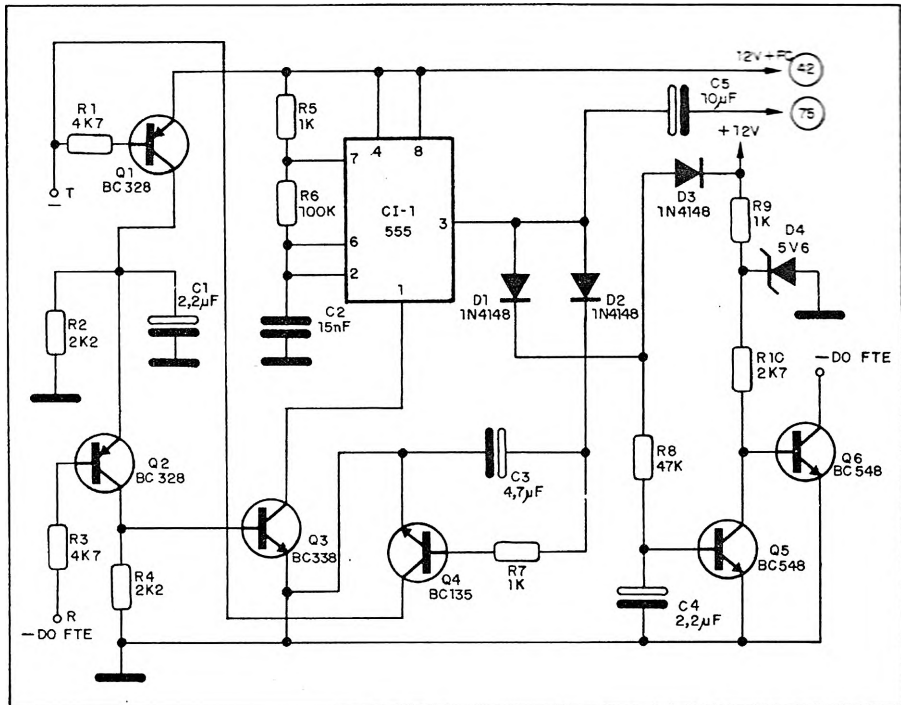 12V+FC
42
C5
10µF
75
+12V
R1
4K7
Q1
BC328
T
R5
1K
R6
100K
7
4
8
6
2
3
1
CI-1
555
D3
1N4148
R9
1K
D4
5V6
C1
2,2µF
R2
2K2
C2
15nF
D1
1N4148
D2
1N4148
R10
2K7
—DO FTE
Q2
BC328
R3
4K7
R
—DO FTE
R4
2K2
Q3
BC338
C3
4,7µF
Q4
BC135
R7
1K
R8
47K
Q6
BC548
Q5
BC548
C4
2,2µF